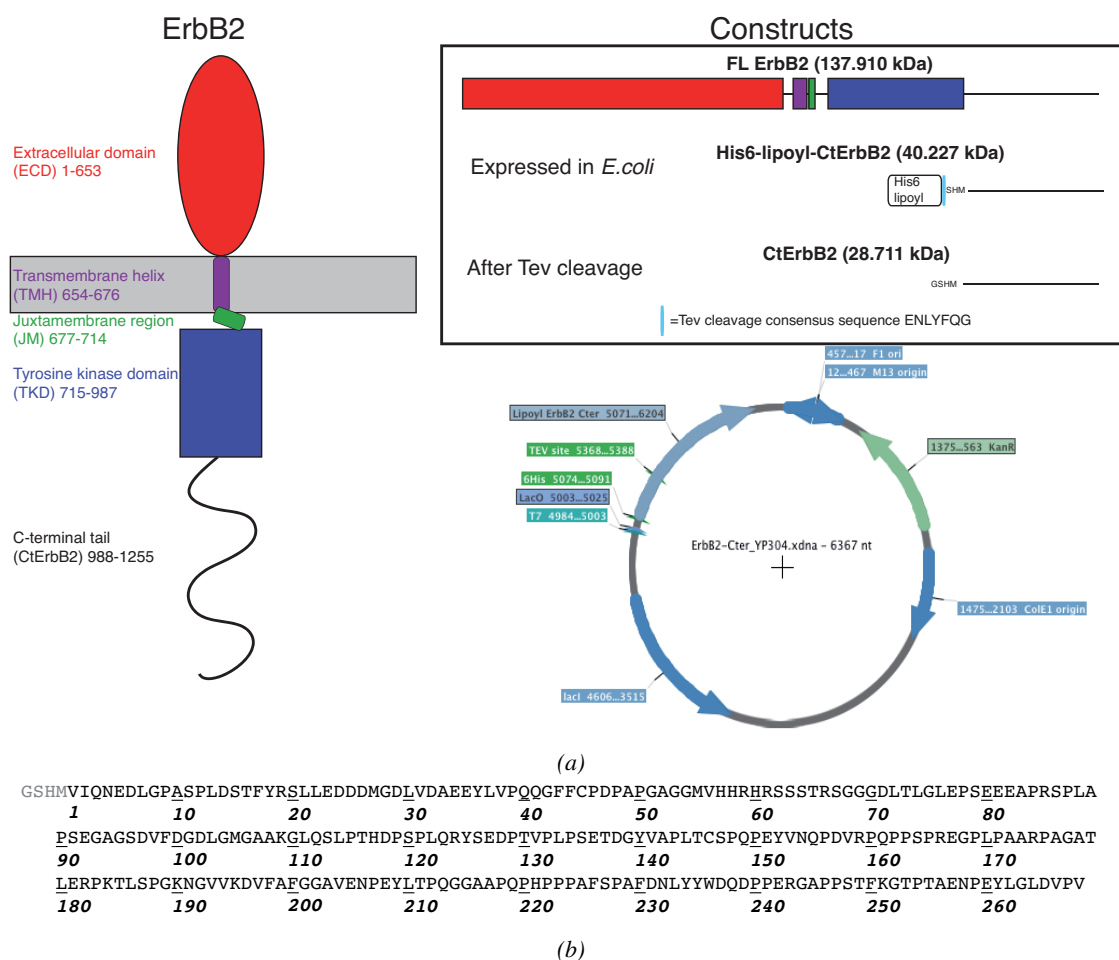 ErbB2
Extracellular domain
(ECD) 1-653
Transmembrane helix
(TMH) 654-676
Juxtamembrane region
(JM) 677-714
Tyrosine kinase domain
(TKD) 715-987
C-terminal tail
(CtErbB2) 988-1255
Constructs
FL ErbB2 (137.910 kDa)
Expressed in E.coli
His6-lipoyl-CtErbB2 (40.227 kDa)
His6
lipoyl
SHM
After Tev cleavage
CtErbB2 (28.711 kDa)
GSHM
=Tev cleavage consensus sequence ENLYFQG
457...17 F1 ori
12...467 M13 origin
Lipoyl ErbB2 Cter 5071...6204
TEV site 5368...5388
6His 5074...5091
LacO 5003...5025
T7 4984...5003
1375...563 KanR
ErbB2-Cter_YP304.xdna - 6367 nt
1475...2103 ColE1 origin
lacI 4606...3515
(a)
GSHMVIQNEDLGPASPLDSTFYRSLLEDDDMGDLVDAEEYLVPQQGFFCPDPAPGAGGMVHHRHRSSSTRSGGGDLTLGLEPSEEEAPRSPLA
1 10 20 30 40 50 60 70 80
PSEGAGSDVFDGDLGMGAAKGLQSLPTHDPSPLQRYSEDPTVPLPSETDGYVAPLTCSPQPEYVNQPDVRPQPPSPREGPLPAARPAGAT
90 100 110 120 130 140 150 160 170
LERPKTLSPGKNGVVKDVFAFGGAVENPEYLTPQGGAAPQPHPPPAFSPAFDNLYYWDQDPPERGAPPSTFKGTPTAENPEYLGLDVPV
180 190 200 210 220 230 240 250 260
(b)